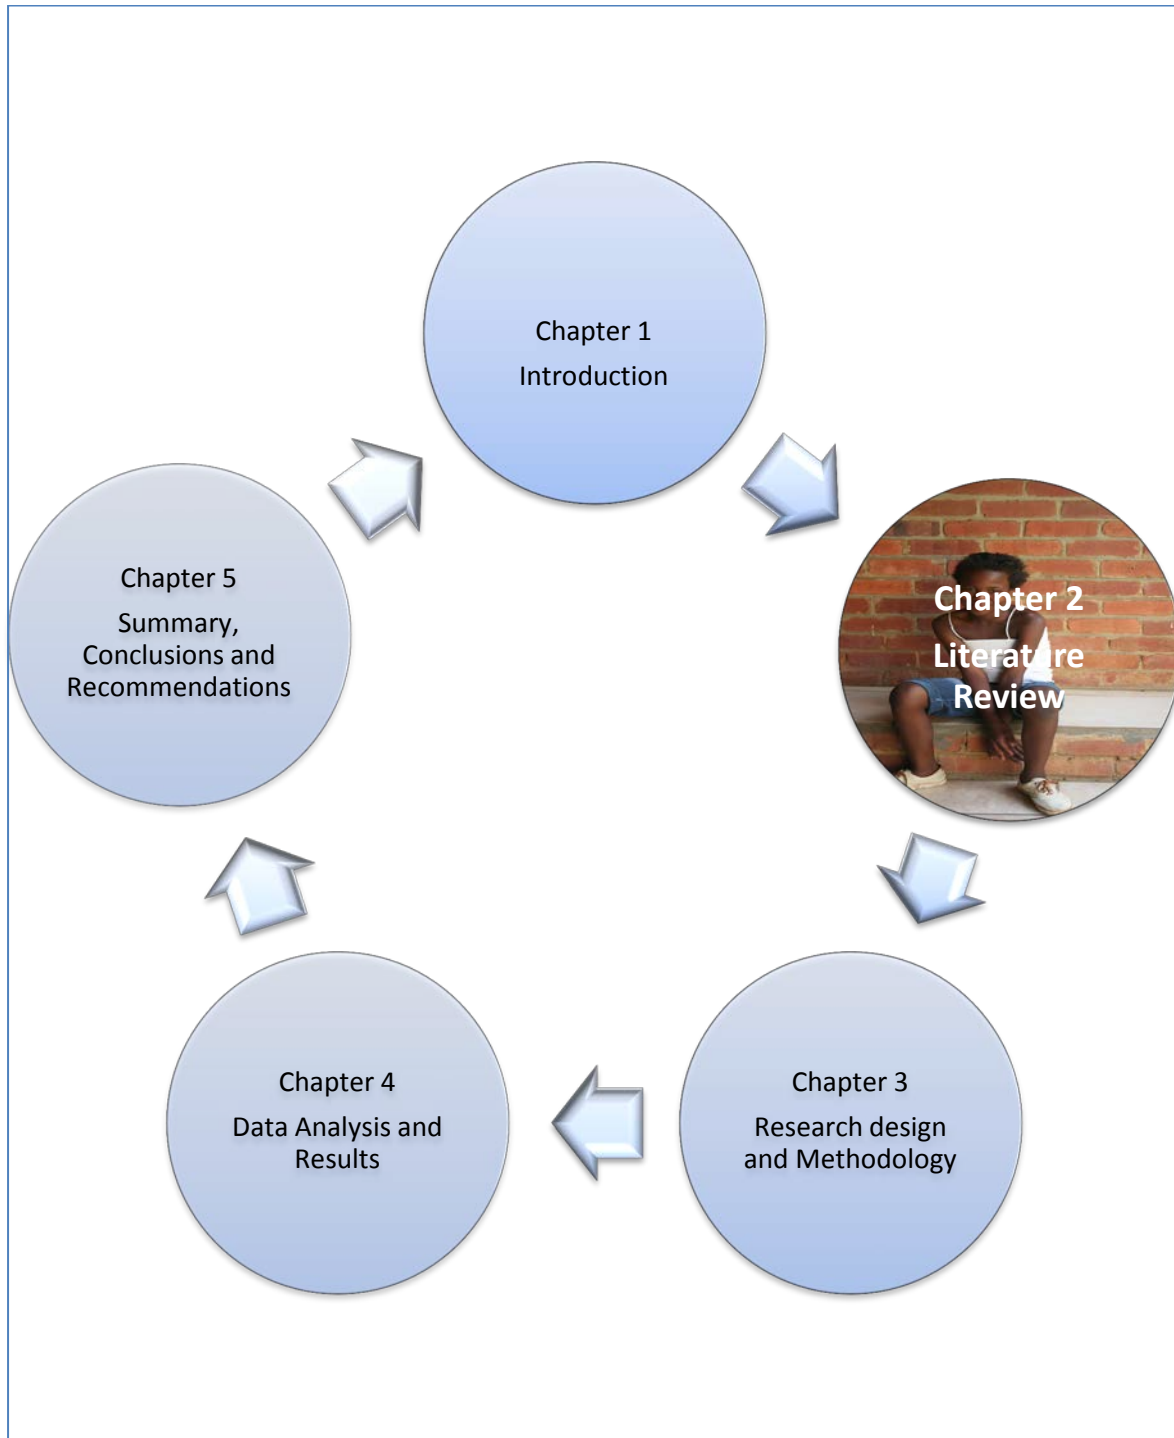 Chapter 1
Introduction
Chapter 2
Literature
Review
Chapter 3
Research design
and Methodology
Chapter 4
Data Analysis and
Results
Chapter 5
Summary,
Conclusions and
Recommendations